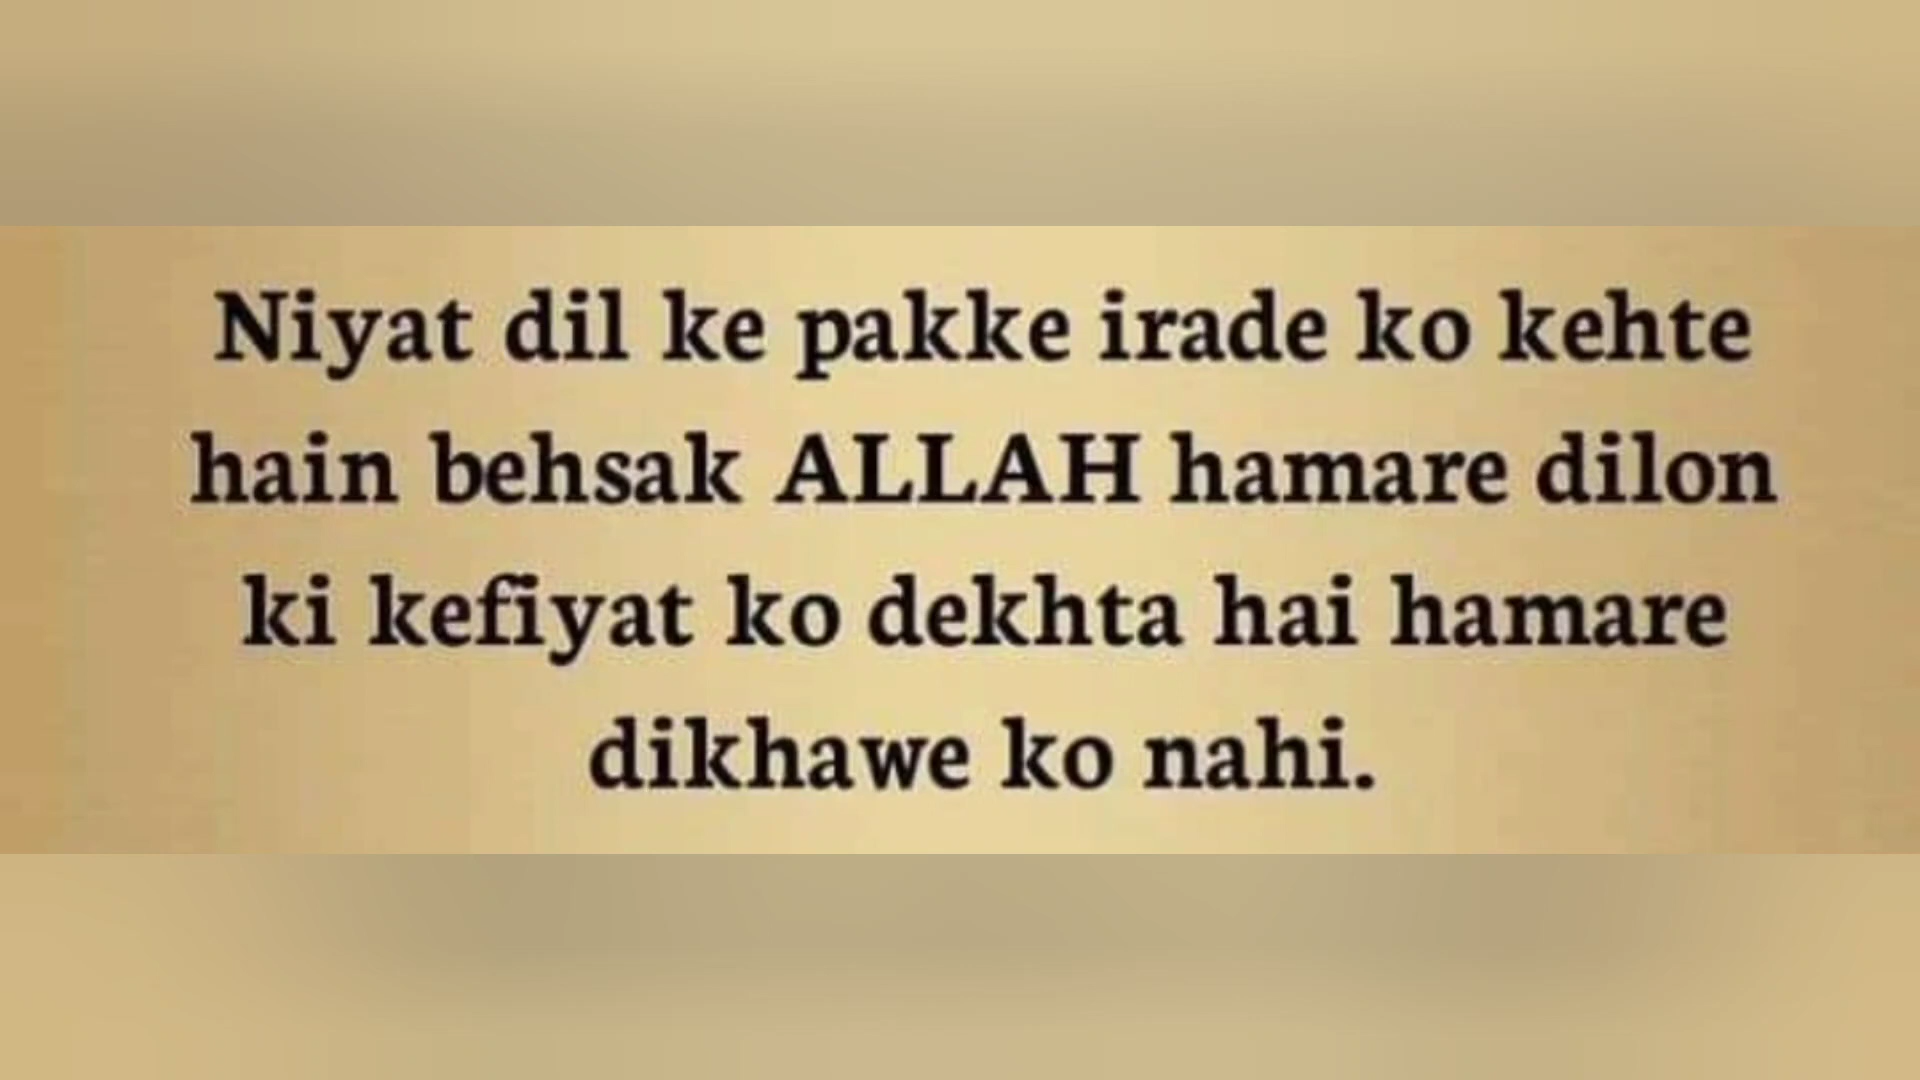 Niyat dil ke pakke irade ko kehte
hain behsak ALLAH hamare dilon
ki kefiyat ko dekhta hai hamare
dikhawe ko nahi.